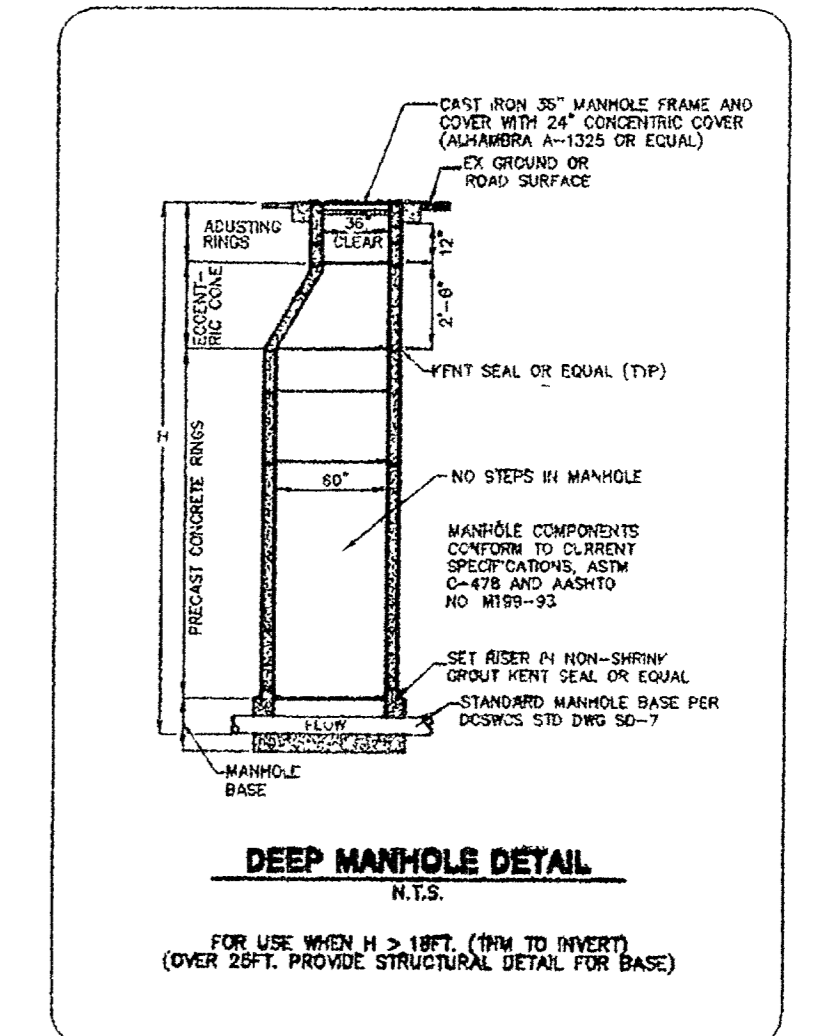 CAST IRON 36" MANHOLE FRAME AND
COVER WITH 24" CONCENTRIC COVER
(ALHAMBRA A-1325 OR EQUAL)
EX GROUND OR
ROAD SURFACE
ADUSTING
RINGS
36"
CLEAR
12"
ECCENT-
RIC CONE
2'-6"
KENT SEAL OR EQUAL (TYP)
H
PRECAST CONCRETE RINGS
60"
NO STEPS IN MANHOLE
MANHOLE COMPONENTS
CONFORM TO CURRENT
SPECIFICATIONS, ASTM
C-478 AND AASHTO
NO M199-93
SET RISER IN NON-SHRINK
GROUT KENT SEAL OR EQUAL
STANDARD MANHOLE BASE PER
DCSWCS STD DWG SD-7
FLOW
MANHOLE
BASE
DEEP MANHOLE DETAIL
N.T.S.
FOR USE WHEN H > 18FT. (RIM TO INVERT)
(OVER 25FT. PROVIDE STRUCTURAL DETAIL FOR BASE)